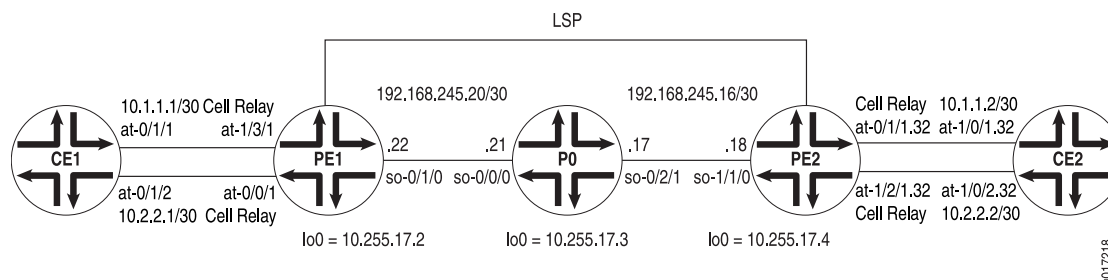 LSP
10.1.1.1/30 Cell Relay
at-0/1/1 at-1/3/1
192.168.245.20/30
192.168.245.16/30
Cell Relay 10.1.1.2/30
at-0/1/1.32 at-1/0/1.32
CE1
PE1
.22
.21
P0
.17
.18
PE2
CE2
so-0/1/0
so-0/0/0
so-0/2/1
so-1/1/0
at-0/1/2 at-0/0/1
10.2.2.1/30 Cell Relay
at-1/2/1.32 at-1/0/2.32
Cell Relay 10.2.2.2/30
lo0 = 10.255.17.2
lo0 = 10.255.17.3
lo0 = 10.255.17.4
g017218